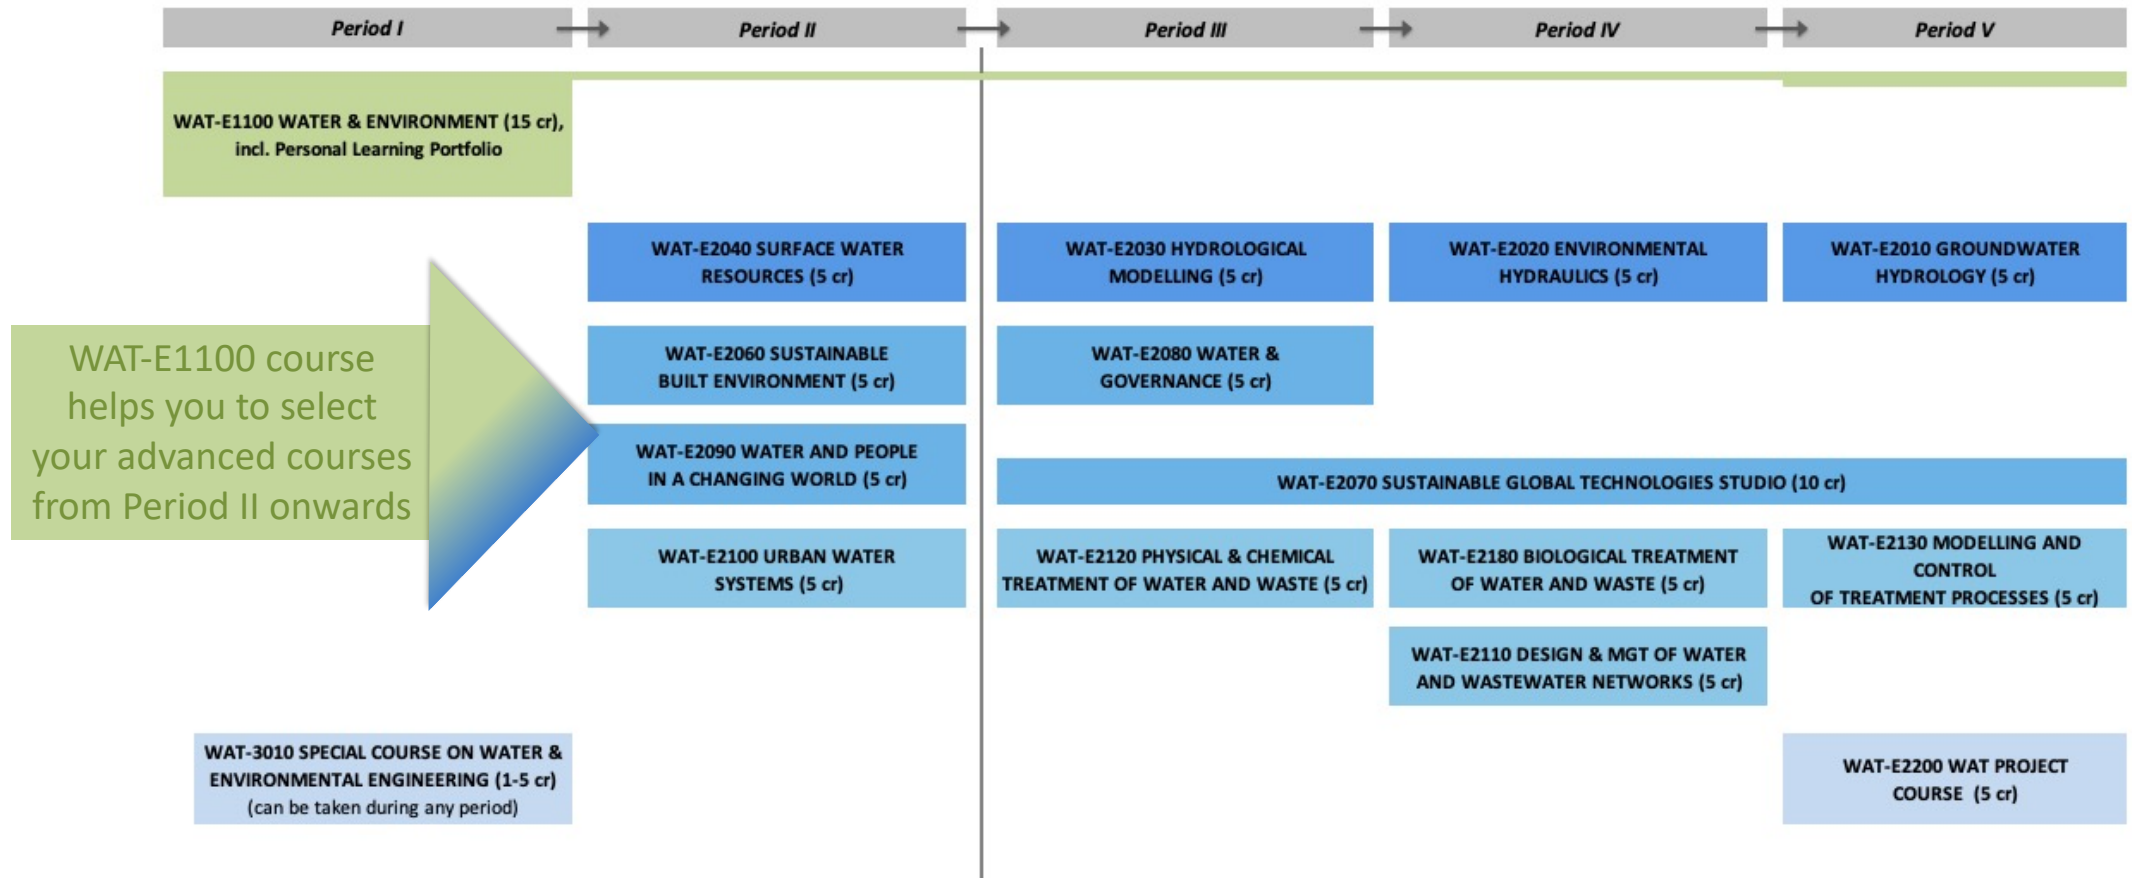 Period I
Period II
Period III
Period IV
Period V
WAT-E1100 WATER & ENVIRONMENT (15 cr),
incl. Personal Learning Portfolio
WAT-E2040 SURFACE WATER
RESOURCES (5 cr)
WAT-E2030 HYDROLOGICAL
MODELLING (5 cr)
WAT-E2020 ENVIRONMENTAL
HYDRAULICS (5 cr)
WAT-E2010 GROUNDWATER
HYDROLOGY (5 cr)
WAT-E1100 course
helps you to select
your advanced courses
from Period II onwards
WAT-E2060 SUSTAINABLE
BUILT ENVIRONMENT (5 cr)
WAT-E2080 WATER &
GOVERNANCE (5 cr)
WAT-E2090 WATER AND PEOPLE
IN A CHANGING WORLD (5 cr)
WAT-E2070 SUSTAINABLE GLOBAL TECHNOLOGIES STUDIO (10 cr)
WAT-E2100 URBAN WATER
SYSTEMS (5 cr)
WAT-E2120 PHYSICAL & CHEMICAL
TREATMENT OF WATER AND WASTE (5 cr)
WAT-E2180 BIOLOGICAL TREATMENT
OF WATER AND WASTE (5 cr)
WAT-E2130 MODELLING AND
CONTROL
OF TREATMENT PROCESSES (5 cr)
WAT-E2110 DESIGN & MGT OF WATER
AND WASTEWATER NETWORKS (5 cr)
WAT-3010 SPECIAL COURSE ON WATER &
ENVIRONMENTAL ENGINEERING (1-5 cr)
(can be taken during any period)
WAT-E2200 WAT PROJECT
COURSE (5 cr)